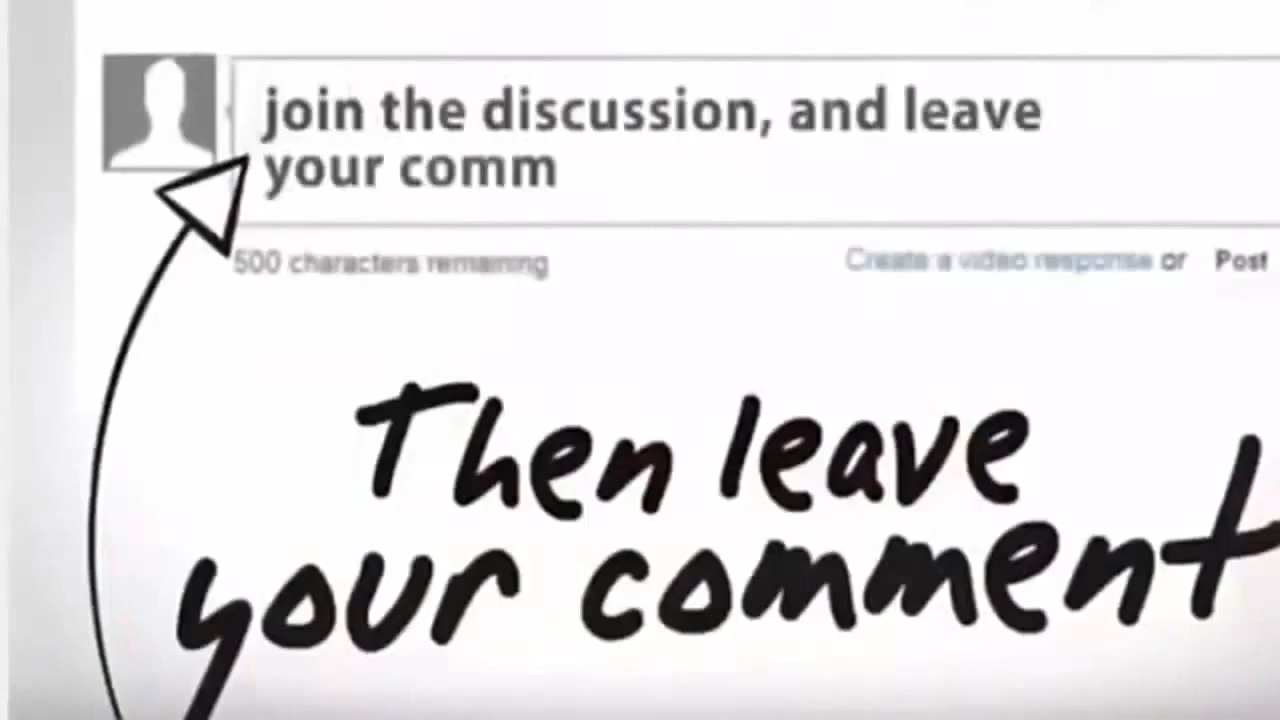 join the discussion, and leave
your comm
500 characters remaining
Create a video response or Post
Then leave
your comment